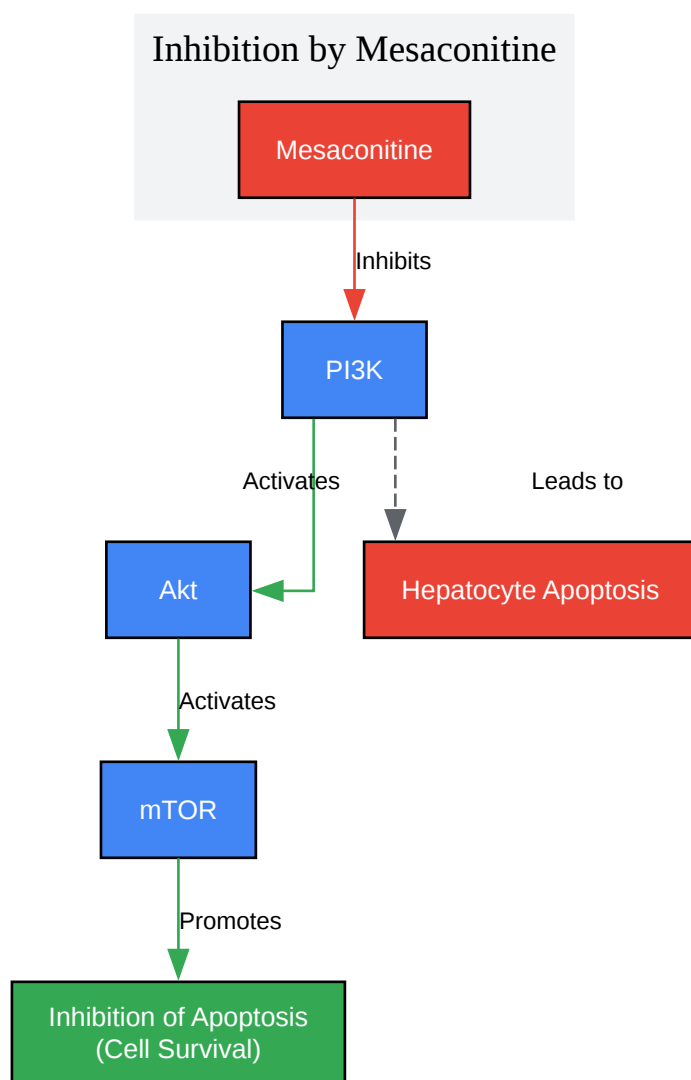 Inhibition by Mesaconitine
Mesaconitine
Inhibits
PI3K
Activates
Leads to
Akt
Hepatocyte Apoptosis
Activates
mTOR
Promotes
Inhibition of Apoptosis
(Cell Survival)